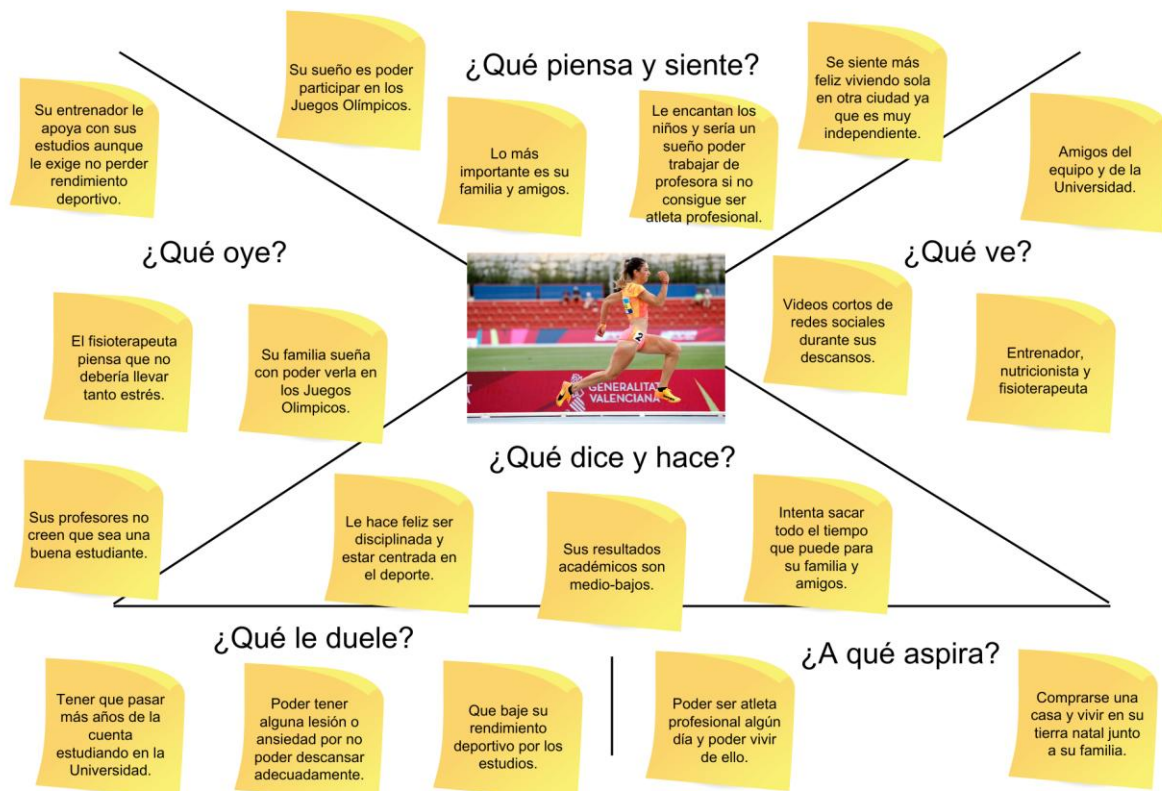 ¿Qué piensa y siente?
Su sueño es poder
participar en los
Juegos Olímpicos.
Lo más
importante es su
familia y amigos.
Le encantan los
niños y sería un
sueño poder
trabajar de
profesora si no
consigue ser
atleta profesional.
Se siente más
feliz viviendo sola
en otra ciudad ya
que es muy
independiente.
Su entrenador le
apoya con sus
estudios aunque
le exige no perder
rendimiento
deportivo.
¿Qué oye?
El fisioterapeuta
piensa que no
debería llevar
tanto estrés.
Su familia sueña
con poder verla en
los Juegos
Olimpicos.
Sus profesores no
creen que sea una
buena estudiante.
Amigos del
equipo y de la
Universidad.
¿Qué ve?
Videos cortos de
redes sociales
durante sus
descansos.
Entrenador,
nutricionista y
fisioterapeuta
2
GENERALITAT
VALENCIANA
¿Qué dice y hace?
Le hace feliz ser
disciplinada y
estar centrada en
el deporte.
Sus resultados
académicos son
medio-bajos.
Intenta sacar
todo el tiempo
que puede para
su familia y
amigos.
¿Qué le duele?
Tener que pasar
más años de la
cuenta
estudiando en la
Universidad.
Poder tener
alguna lesión o
ansiedad por no
poder descansar
adecuadamente.
Que baje su
rendimiento
deportivo por los
estudios.
¿A qué aspira?
Poder ser atleta
profesional algún
día y poder vivir
de ello.
Comprarse una
casa y vivir en su
tierra natal junto
a su familia.